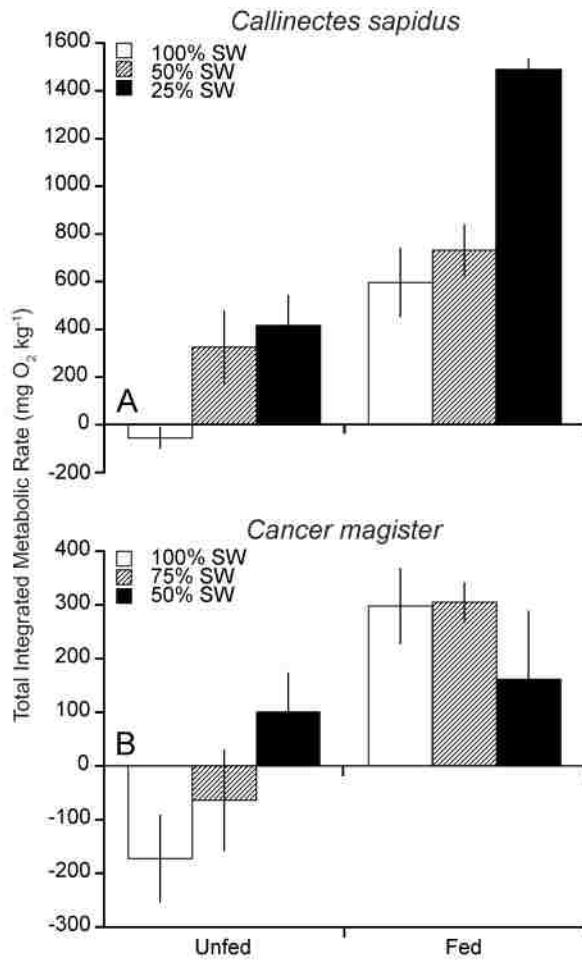 Callinectes sapidus
1600
100% SW
50% SW
25% SW
1400
1200
1000
800
600
400
200
A
0
-200
Total Integrated Metabolic Rate (mg O₂ kg⁻¹)
Cancer magister
400
100% SW
75% SW
50% SW
300
200
100
B
0
-100
-200
-300
Unfed Fed